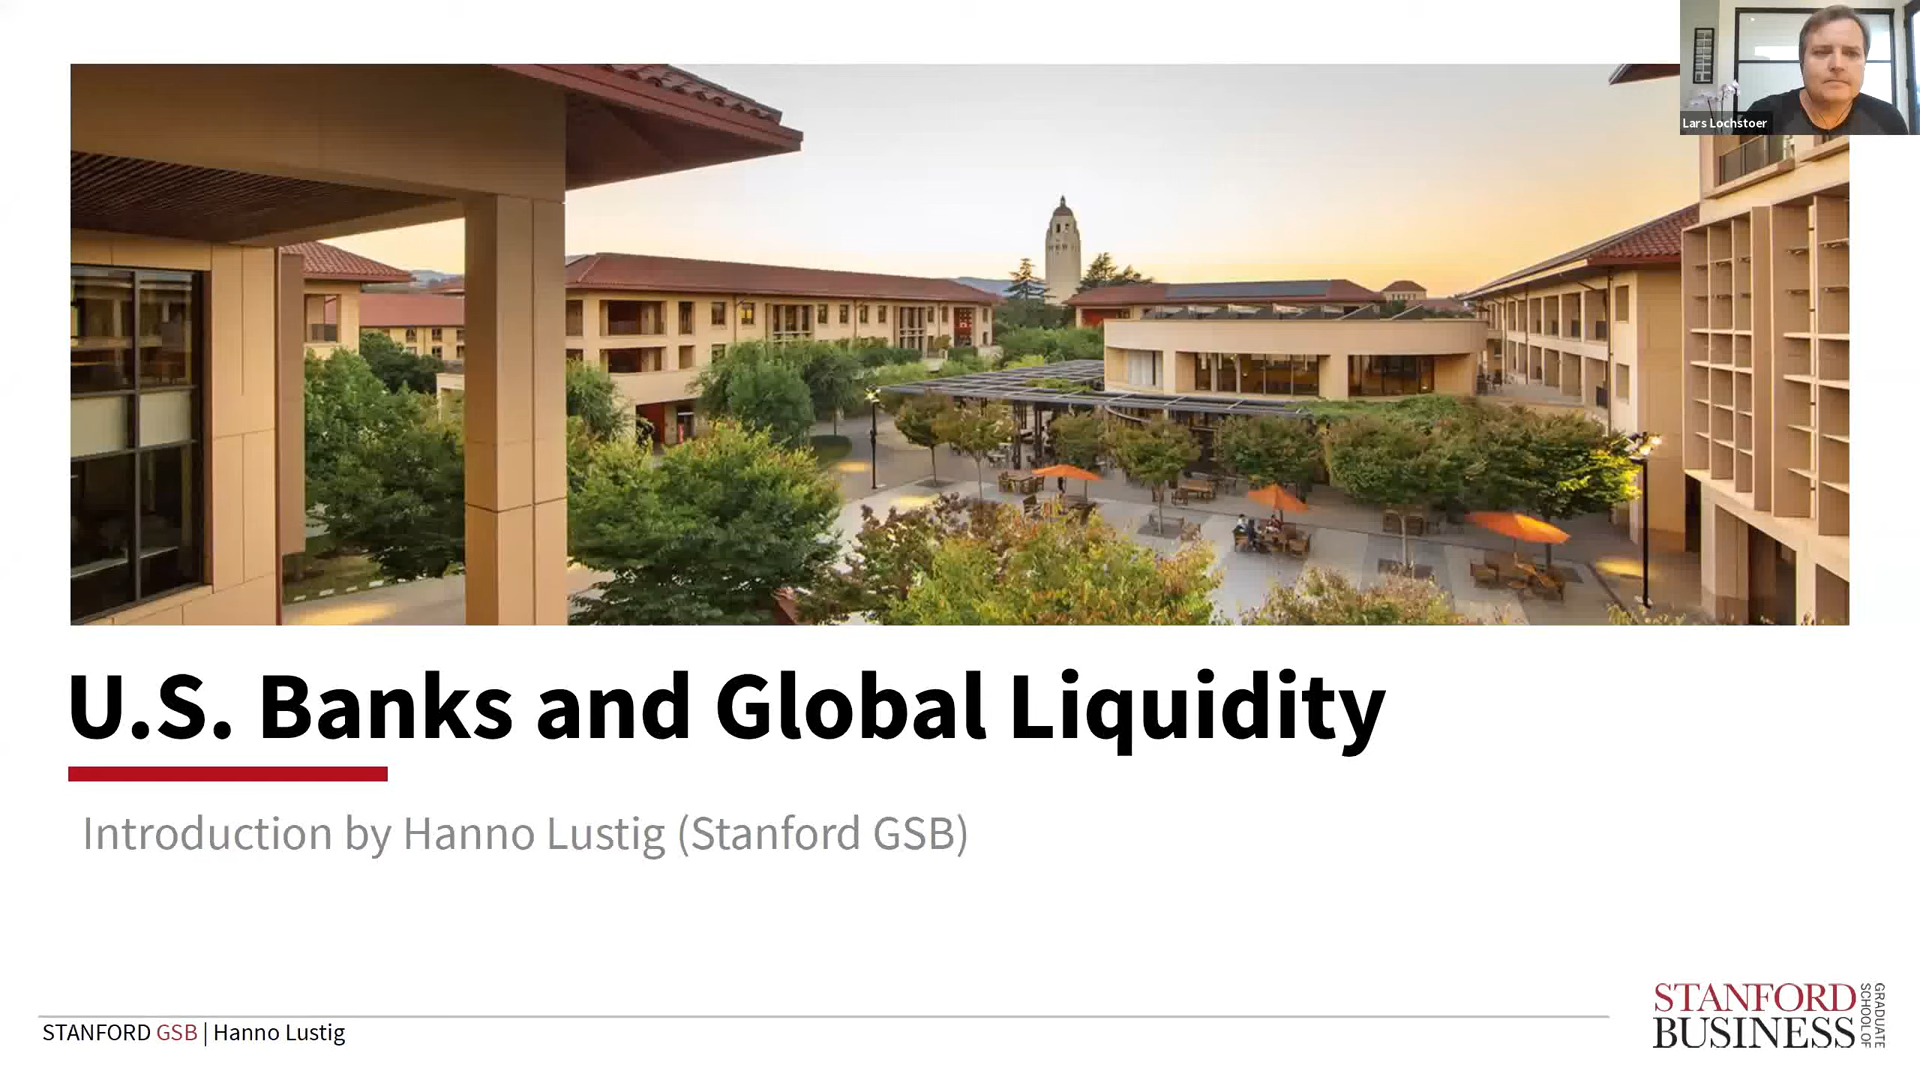 Lars Lochstoer
U.S. Banks and Global Liquidity
Introduction by Hanno Lustig (Stanford GSB)
STANFORD GSB | Hanno Lustig
STANFORD
BUSINESS
GRADUATE
SCHOOL OF